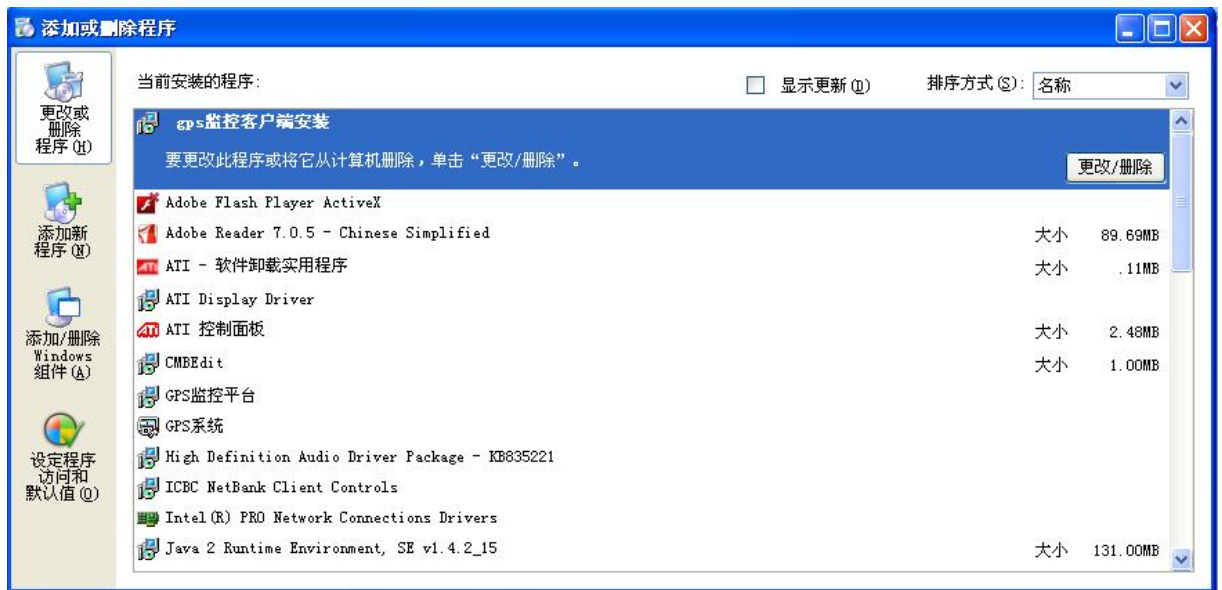 添加或删除程序
更改或
删除
程序(H)
添加新
程序(N)
添加/删除
Windows
组件(A)
设定程序
访问和
默认值(O)
当前安装的程序:
显示更新(D)
排序方式(S): 名称
gps监控客户端安装
要更改此程序或将它从计算机删除，单击“更改/删除”。
更改/删除
Adobe Flash Player ActiveX
Adobe Reader 7.0.5 - Chinese Simplified 大小 89.69MB
ATI - 软件卸载实用程序 大小 .11MB
ATI Display Driver
ATI 控制面板 大小 2.48MB
CMBEdit 大小 1.00MB
GPS监控平台
GPS系统
High Definition Audio Driver Package - KB835221
ICBC NetBank Client Controls
Intel(R) PRO Network Connections Drivers
Java 2 Runtime Environment, SE v1.4.2_15 大小 131.00MB